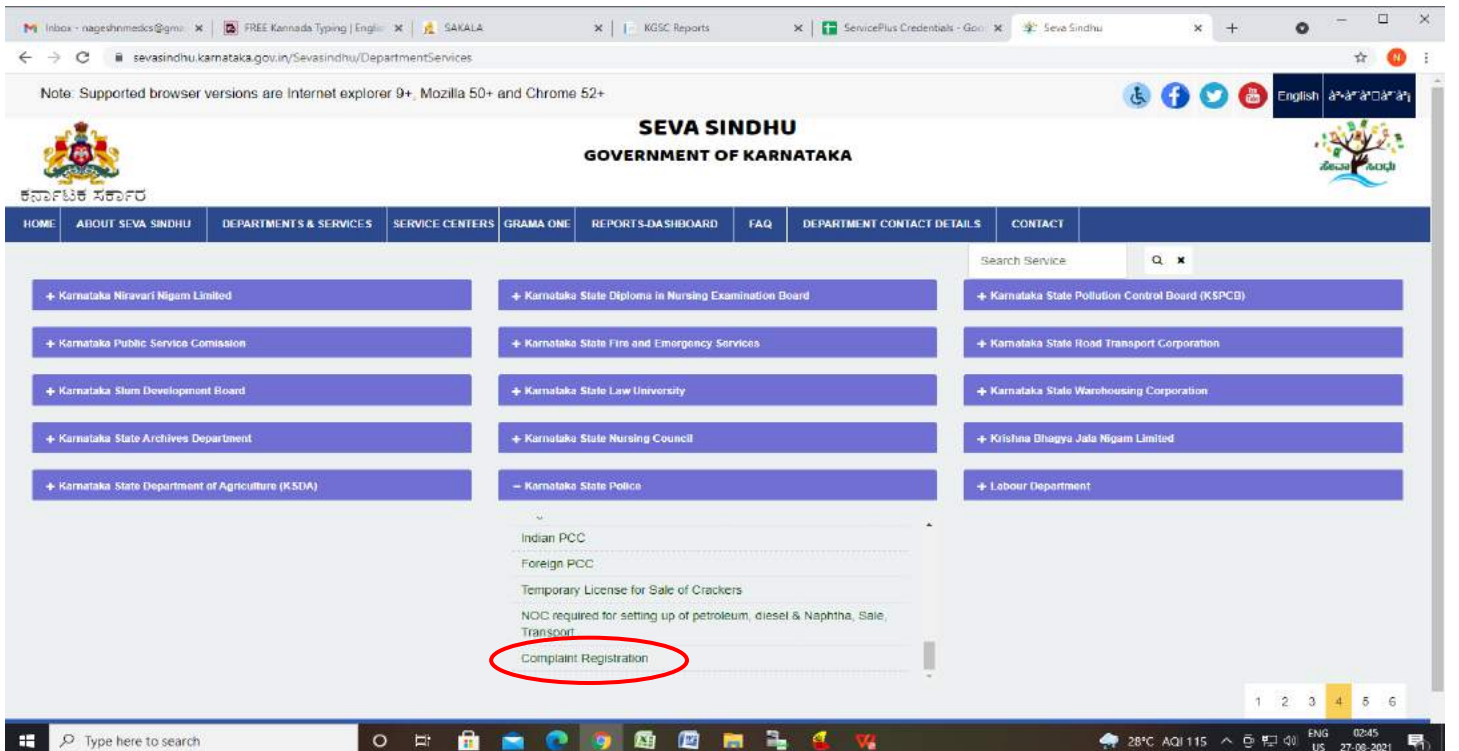 Inbox - nageshnmedcs@gma
FREE Kannada Typing | Englis
SAKALA
KGSC Reports
ServicePlus Credentials - Goo
Seva Sindhu
sevasindhu.karnataka.gov.in/Sevasindhu/DepartmentServices
N
Note: Supported browser versions are Internet explorer 9+, Mozilla 50+ and Chrome 52+
English
SEVA SINDHU
GOVERNMENT OF KARNATAKA
ಕರ್ನಾಟಕ ಸರ್ಕಾರ
ಸೇವಾ ಸಿಂಧು
HOME
ABOUT SEVA SINDHU
DEPARTMENTS & SERVICES
SERVICE CENTERS
GRAMA ONE
REPORTS-DASHBOARD
FAQ
DEPARTMENT CONTACT DETAILS
CONTACT
Search Service
+ Karnataka Niravari Nigam Limited
+ Karnataka State Diploma in Nursing Examination Board
+ Karnataka State Pollution Control Board (KSPCB)
+ Karnataka Public Service Comission
+ Karnataka State Fire and Emergency Services
+ Karnataka State Road Transport Corporation
+ Karnataka Slum Development Board
+ Karnataka State Law University
+ Karnataka State Warehousing Corporation
+ Karnataka State Archives Department
+ Karnataka State Nursing Council
+ Krishna Bhagya Jala Nigam Limited
+ Karnataka State Department of Agriculture (KSDA)
− Karnataka State Police
+ Labour Department
Indian PCC
Foreign PCC
Temporary License for Sale of Crackers
NOC required for setting up of petroleum, diesel & Naphtha, Sale,
Transport
Complaint Registration
1 2 3 4 5 6
Type here to search
28°C AQI 115
ENG
US
02:45
27-08-2021